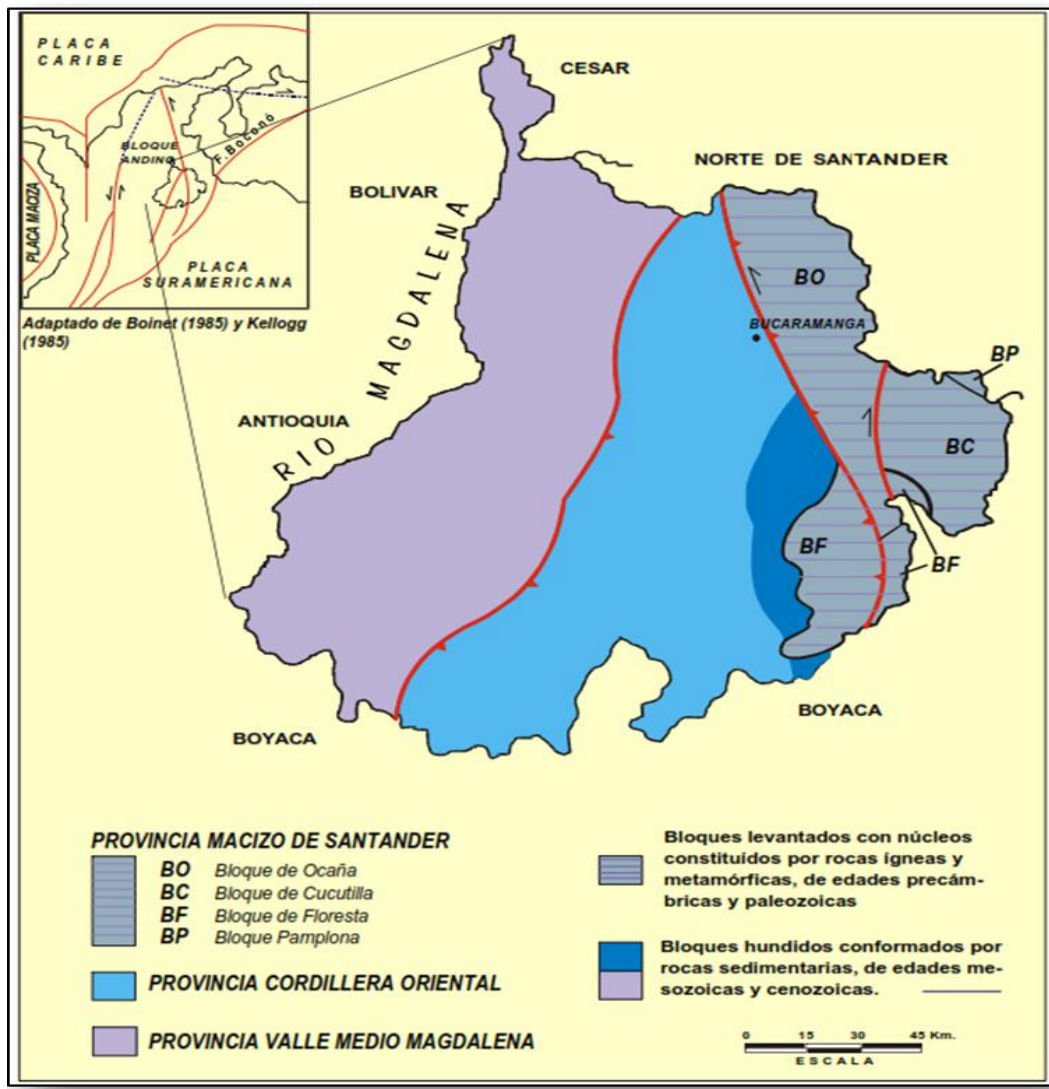 PLACA
CARIBE
BLOQUE
ANDINO
F. Boconó
PLACA MACIZA
PLACA
SURAMERICANA
Adaptado de Boinet (1985) y Kellogg
(1985)
CESAR
NORTE DE SANTANDER
BOLIVAR
RIO MAGDALENA
ANTIOQUIA
BO
BUCARAMANGA
BP
BC
BF
BF
BOYACA
BOYACA
PROVINCIA MACIZO DE SANTANDER
BO Bloque de Ocaña
BC Bloque de Cucutilla
BF Bloque de Floresta
BP Bloque Pamplona
PROVINCIA CORDILLERA ORIENTAL
PROVINCIA VALLE MEDIO MAGDALENA
Bloques levantados con núcleos
constituídos por rocas ígneas y
metamórficas, de edades precám-
bricas y paleozoicas
Bloques hundidos conformados por
rocas sedimentarias, de edades me-
sozoicas y cenozoicas.
0 15 30 45 Km.
ESCALA